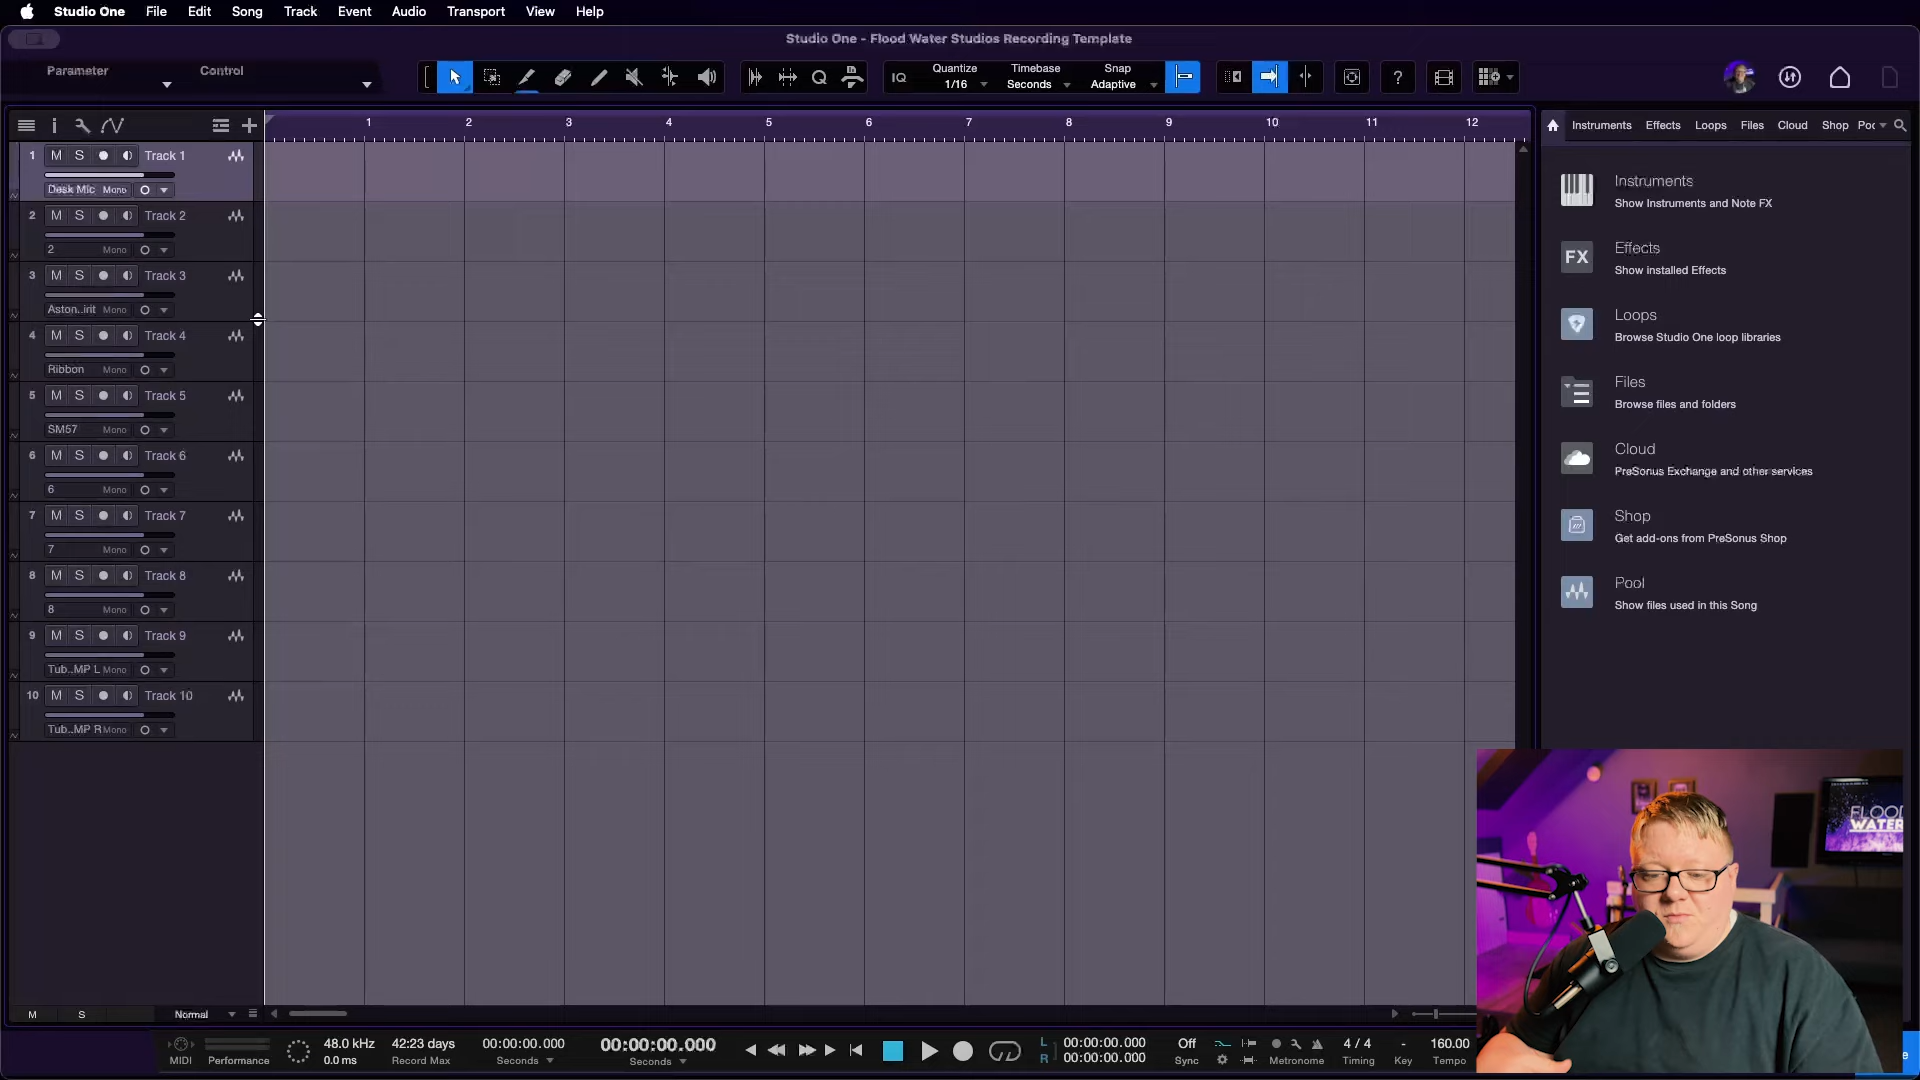 Studio One File Edit Song Track Event Audio Transport View Help
Studio One - Flood Water Studios Recording Template
Parameter Control
IQ Quantize 1/16 Timebase Seconds Snap Adaptive ?
1 2 3 4 5 6 7 8 9 10 11 12
Instruments Effects Loops Files Cloud Shop Poc
1 M S Track 1
Desk Mic Mono
2 M S Track 2
2 Mono
3 M S Track 3
Aston..irit Mono
4 M S Track 4
Ribbon Mono
5 M S Track 5
SM57 Mono
6 M S Track 6
6 Mono
7 M S Track 7
7 Mono
8 M S Track 8
8 Mono
9 M S Track 9
Tub..MP L Mono
10 M S Track 10
Tub..MP R Mono
Instruments
Show Instruments and Note FX
FX
Effects
Show installed Effects
Loops
Browse Studio One loop libraries
Files
Browse files and folders
Cloud
PreSonus Exchange and other services
Shop
Get add-ons from PreSonus Shop
Pool
Show files used in this Song
FLOOD
WATER
M S Normal
48.0 kHz 42:23 days 00:00:00.000 00:00:00.000 L 00:00:00.000 Off 4 / 4 - 160.00
MIDI Performance 0.0 ms Record Max Seconds Seconds R 00:00:00.000 Sync Metronome Timing Key Tempo